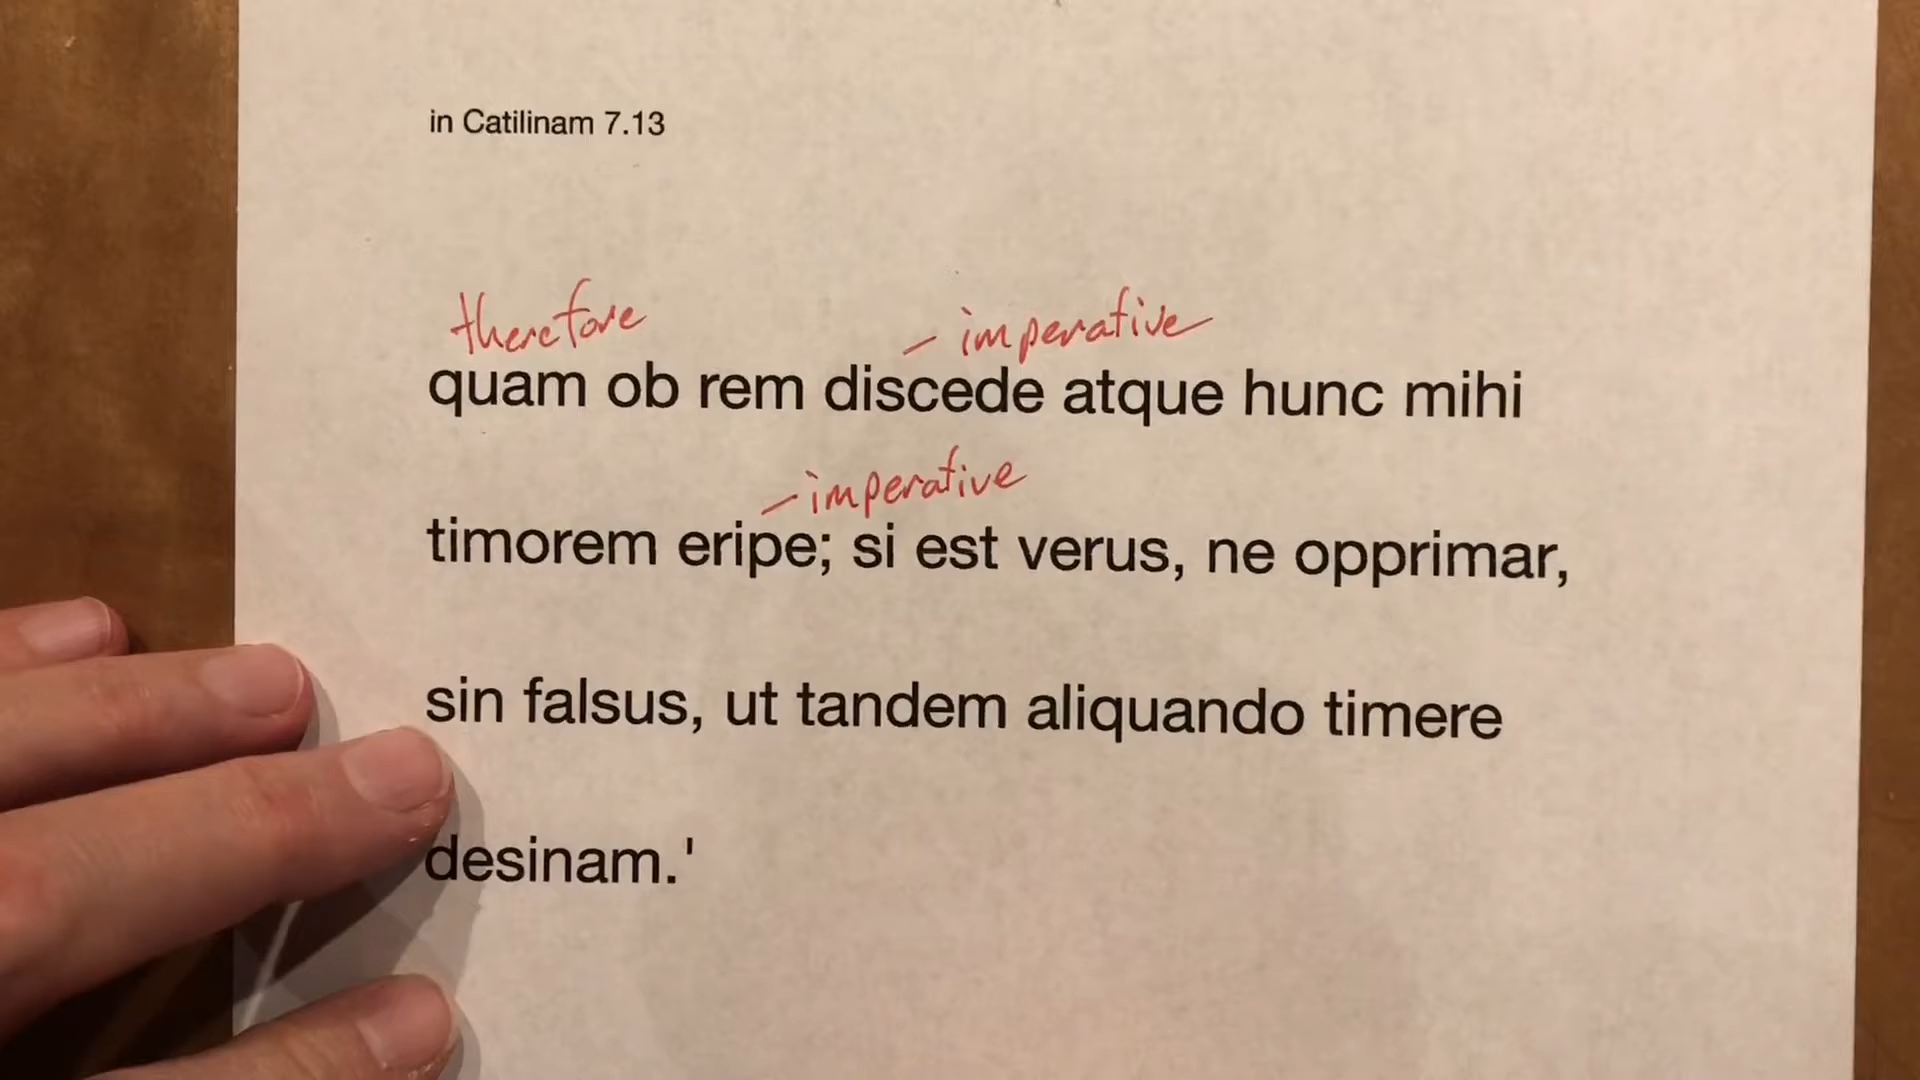 in Catilinam 7.13
therefore – imperative
quam ob rem discede atque hunc mihi
– imperative
timorem eripe; si est verus, ne opprimar,
sin falsus, ut tandem aliquando timere
desinam.'